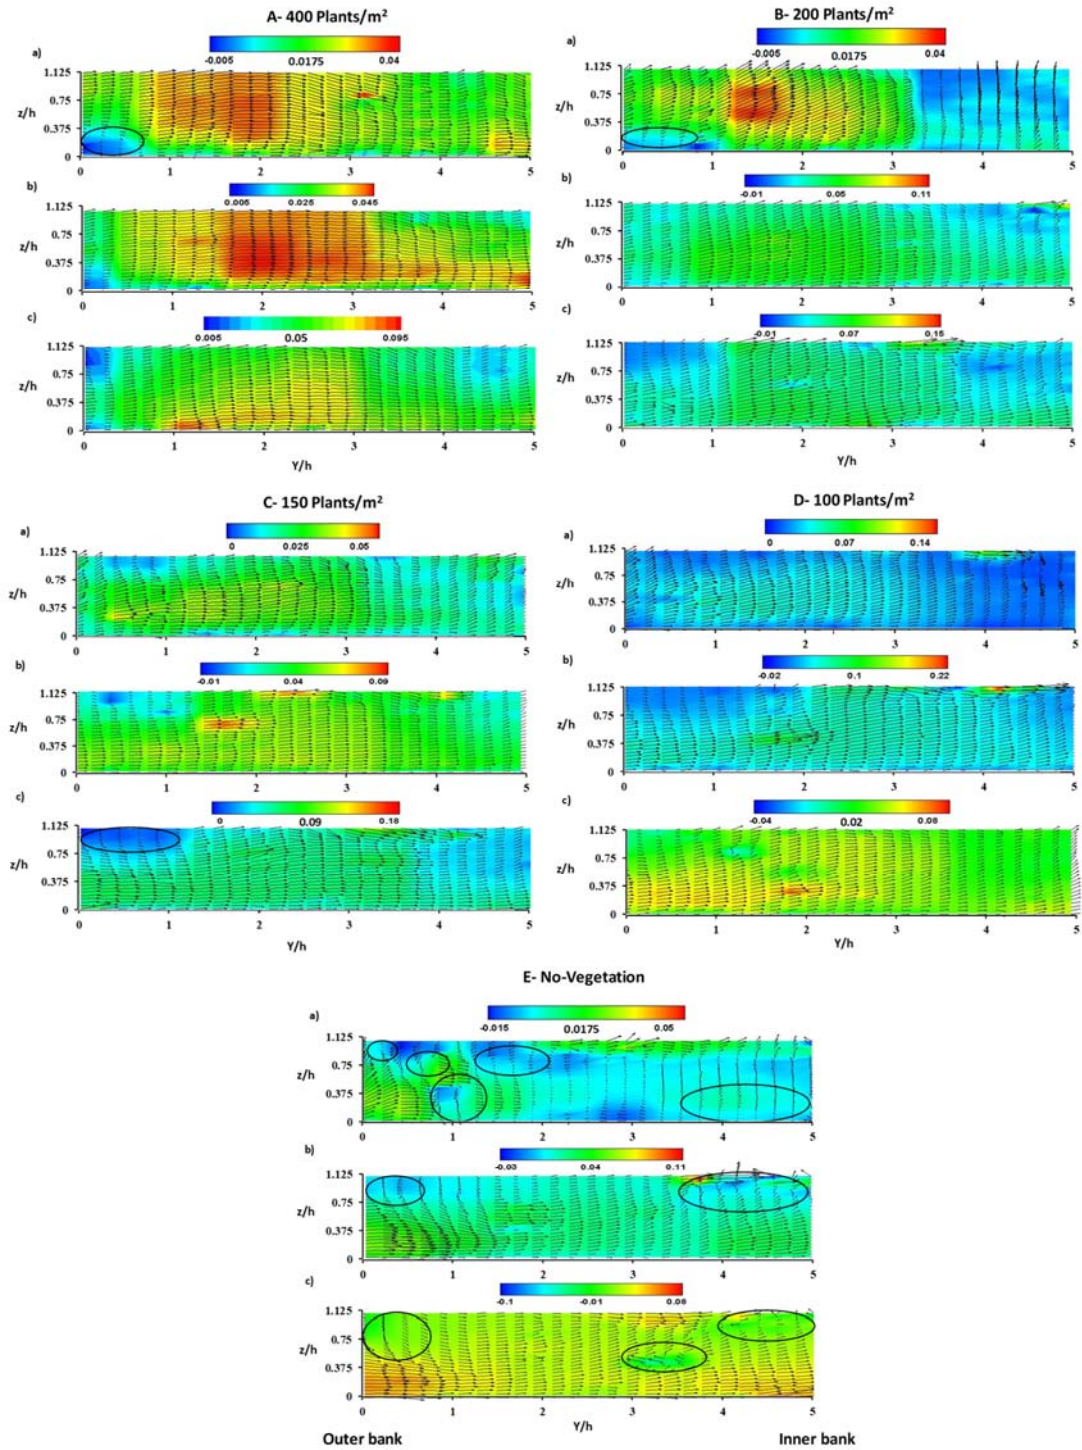 A- 400 Plants/m²
a)
-0.005 0.0175 0.04
1.125
0.75
z/h
0.375
0
0 1 2 3 4 5
b)
0.005 0.025 0.045
1.125
0.75
z/h
0.375
0
0 1 2 3 4 5
c)
0.005 0.05 0.095
1.125
0.75
z/h
0.375
0
0 1 2 3 4 5
Y/h
B- 200 Plants/m²
a)
-0.005 0.0175 0.04
1.125
0.75
z/h
0.375
0
0 1 2 3 4 5
b)
-0.01 0.05 0.11
1.125
0.75
z/h
0.375
0
0 1 2 3 4 5
c)
-0.01 0.07 0.15
1.125
0.75
z/h
0.375
0
0 1 2 3 4 5
Y/h
C- 150 Plants/m²
a)
0 0.025 0.05
1.125
0.75
z/h
0.375
0
0 1 2 3 4 5
b)
-0.01 0.04 0.09
1.125
0.75
z/h
0.375
0
0 1 2 3 4 5
c)
0 0.09 0.18
1.125
0.75
z/h
0.375
0
0 1 2 3 4 5
Y/h
D- 100 Plants/m²
a)
0 0.07 0.14
1.125
0.75
z/h
0.375
0
0 1 2 3 4 5
b)
-0.02 0.1 0.22
1.125
0.75
z/h
0.375
0
0 1 2 3 4 5
c)
-0.04 0.02 0.08
1.125
0.75
z/h
0.375
0
0 1 2 3 4 5
Y/h
E- No-Vegetation
a)
-0.015 0.0175 0.05
1.125
0.75
z/h
0.375
0
0 1 2 3 4 5
b)
-0.03 0.04 0.11
1.125
0.75
z/h
0.375
0
0 1 2 3 4 5
c)
-0.1 -0.01 0.08
1.125
0.75
z/h
0.375
0
0 1 2 3 4 5
Y/h
Outer bank Inner bank